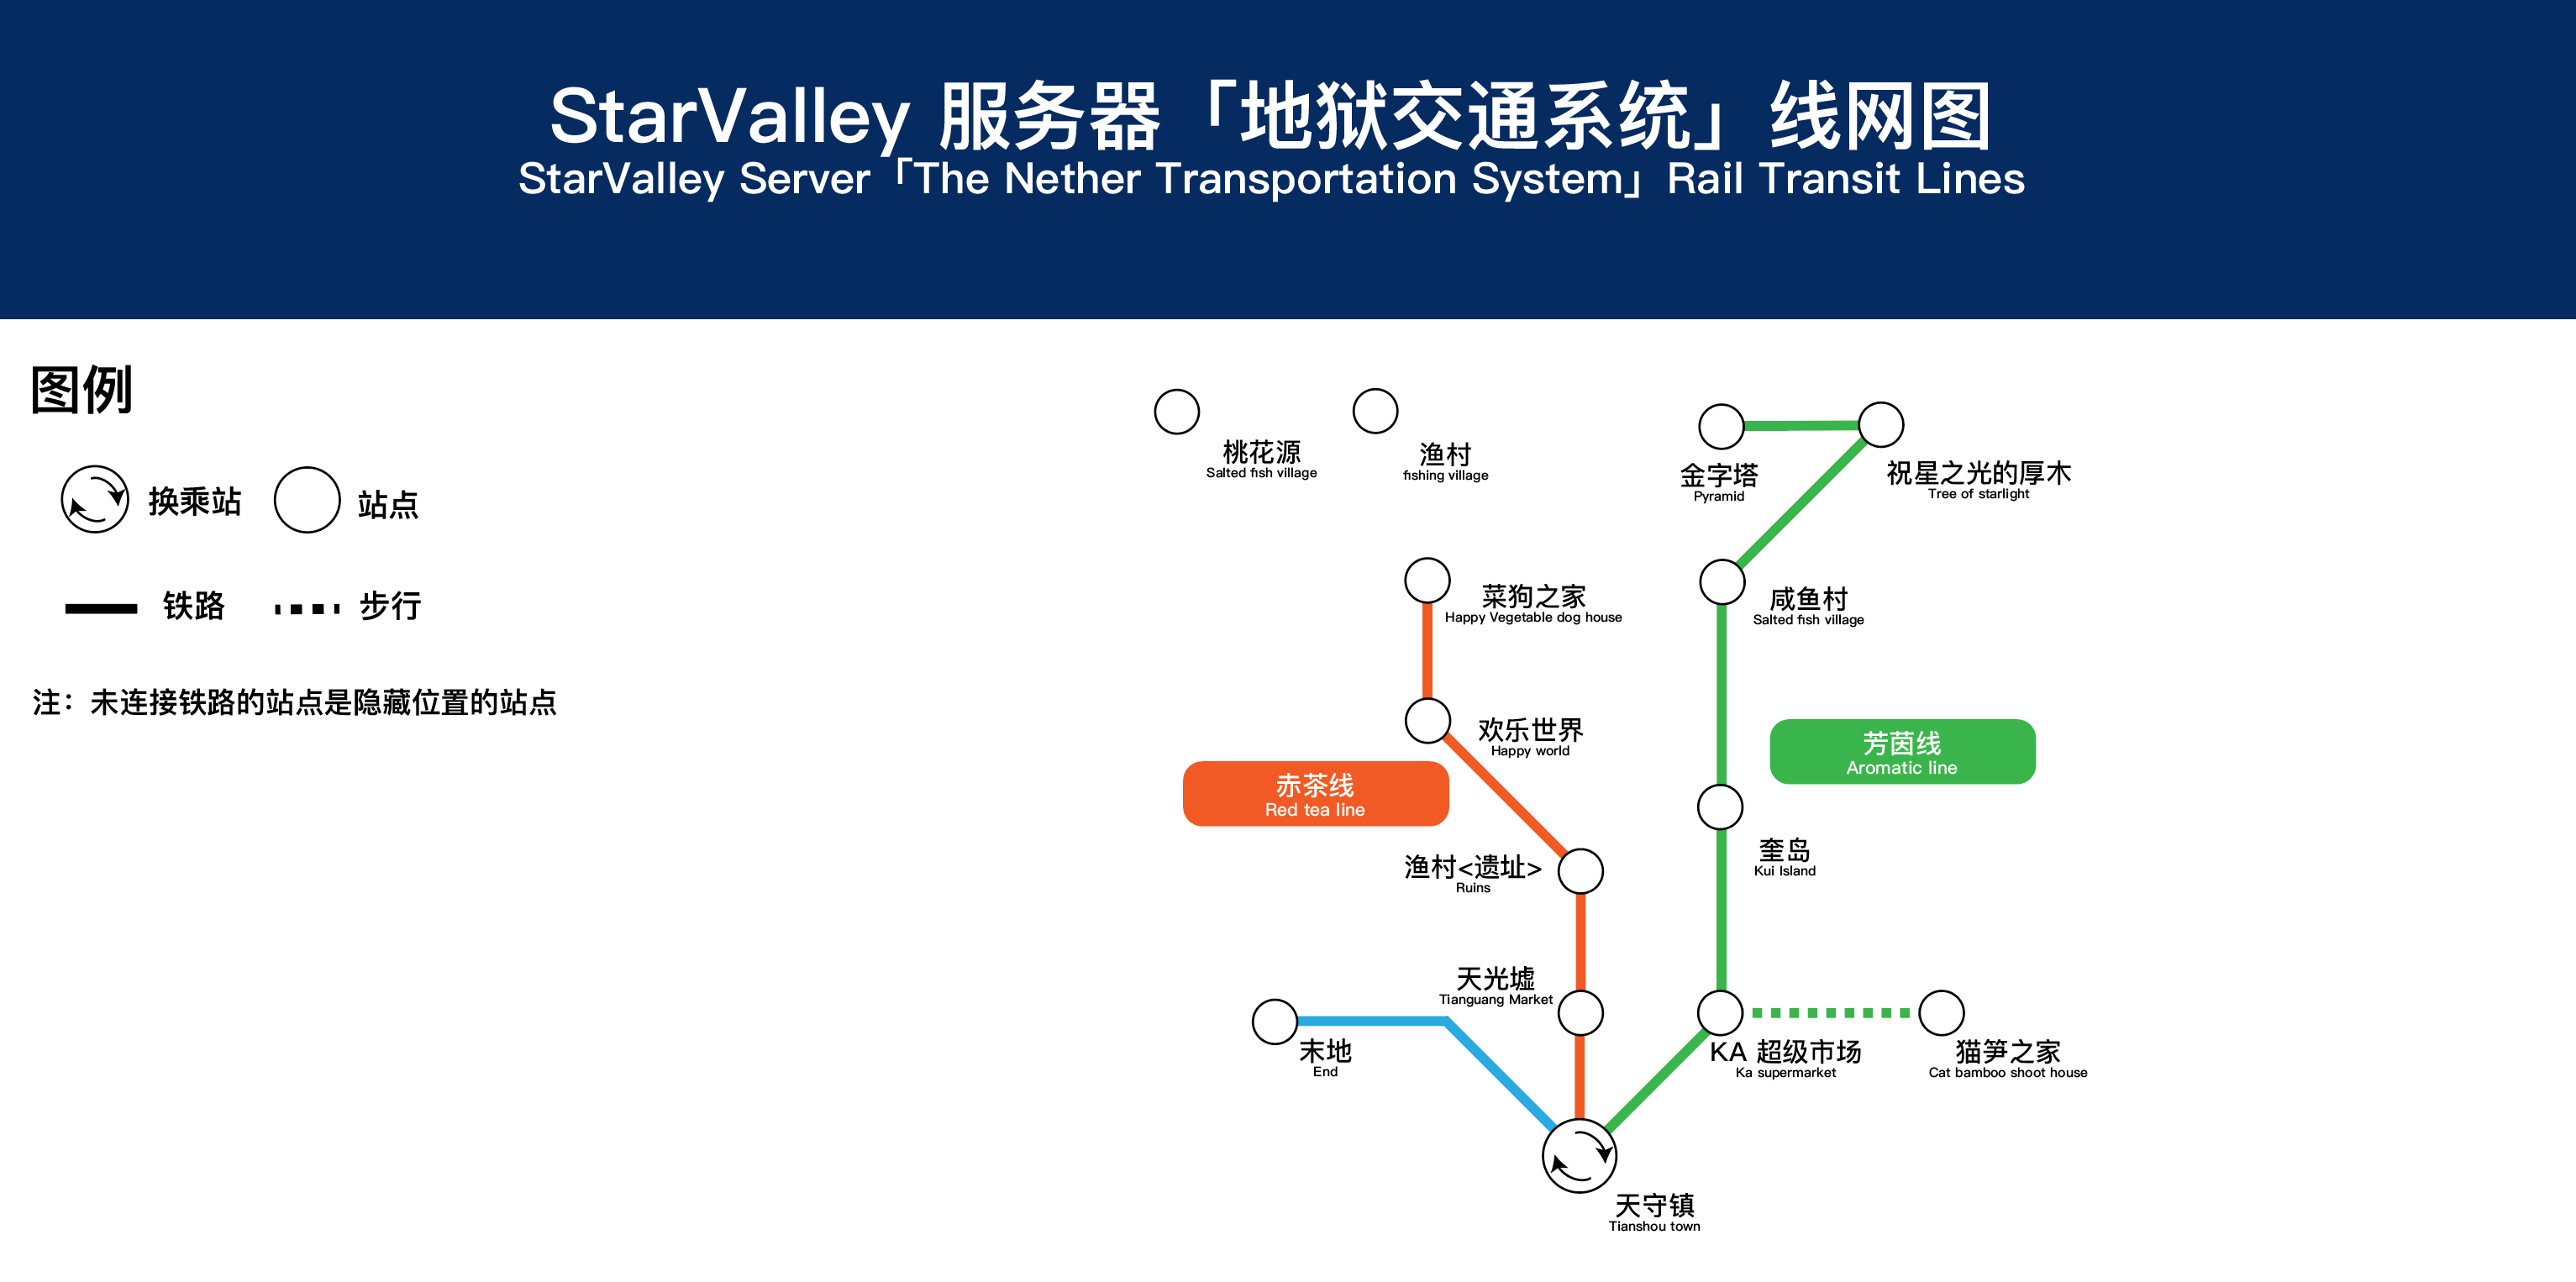 StarValley 服务器「地狱交通系统」线网图
StarValley Server「The Nether Transportation System」Rail Transit Lines
图例
换乘站
站点
铁路
步行
注：未连接铁路的站点是隐藏位置的站点
桃花源
Salted fish village
渔村
fishing village
金字塔
Pyramid
祝星之光的厚木
Tree of starlight
菜狗之家
Happy Vegetable dog house
咸鱼村
Salted fish village
欢乐世界
Happy world
芳茵线
Aromatic line
赤茶线
Red tea line
渔村<遗址>
Ruins
奎岛
Kui Island
天光墟
Tianguang Market
末地
End
KA 超级市场
Ka supermarket
猫笋之家
Cat bamboo shoot house
天守镇
Tianshou town